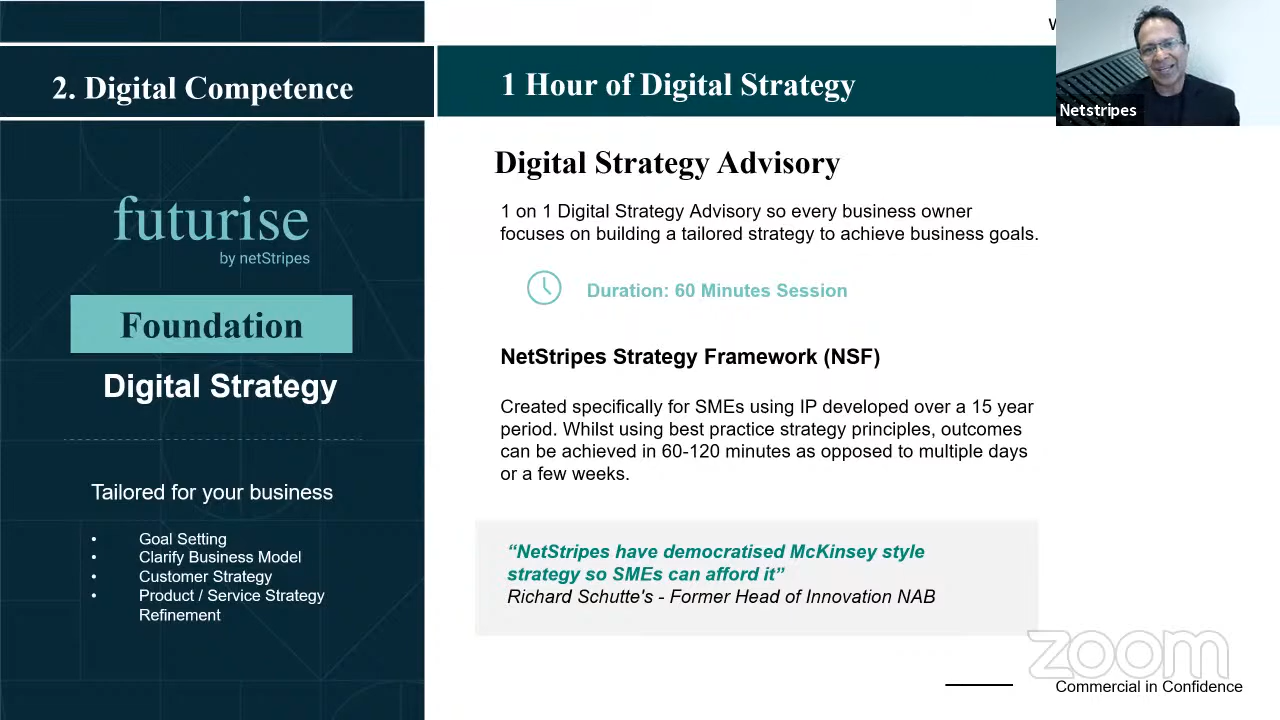 2. Digital Competence
1 Hour of Digital Strategy
Netstripes
futurise
by netStripes
Foundation
Digital Strategy
Tailored for your business
• Goal Setting
• Clarify Business Model
• Customer Strategy
• Product / Service Strategy
Refinement
Digital Strategy Advisory
1 on 1 Digital Strategy Advisory so every business owner
focuses on building a tailored strategy to achieve business goals.
Duration: 60 Minutes Session
NetStripes Strategy Framework (NSF)
Created specifically for SMEs using IP developed over a 15 year
period. Whilst using best practice strategy principles, outcomes
can be achieved in 60-120 minutes as opposed to multiple days
or a few weeks.
“NetStripes have democratised McKinsey style
strategy so SMEs can afford it”
Richard Schutte's - Former Head of Innovation NAB
zoom
Commercial in Confidence